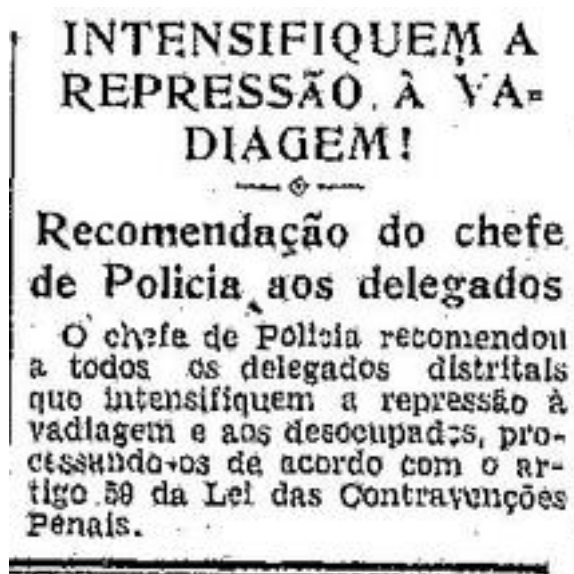 INTENSIFIQUEM A
REPRESSÃO À VA-
DIAGEM!
Recomendação do chefe
de Policia aos delegados
O chefe de Policia recomendou
a todos os delegados distritais
que intensifiquem a repressão à
vadiagem e aos desocupados, pro-
cessando-os de acordo com o ar-
tigo 59 da Lei das Contravenções
Penais.